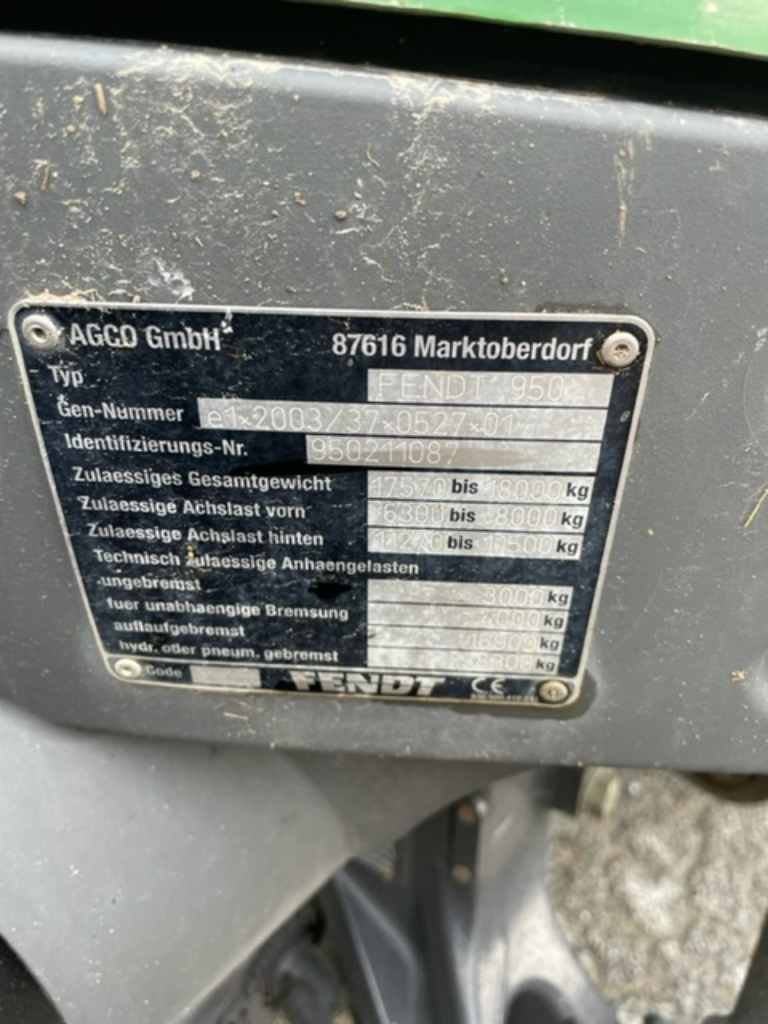 AGCO GmbH 87616 Marktoberdorf
Typ FENDT 950
Gen-Nummer e1*2003/37*0527*01
Identifizierungs-Nr. 950211087
Zulaessiges Gesamtgewicht 17570 bis 18000 kg
Zulaessige Achslast vorn 6300 bis 8000 kg
Zulaessige Achslast hinten bis 11500 kg
Technisch zulaessige Anhaengelasten
ungebremst 3000 kg
fuer unabhaengige Bremsung kg
auflaufgebremst kg
hydr. oder pneum. gebremst kg
Code FENDT CE